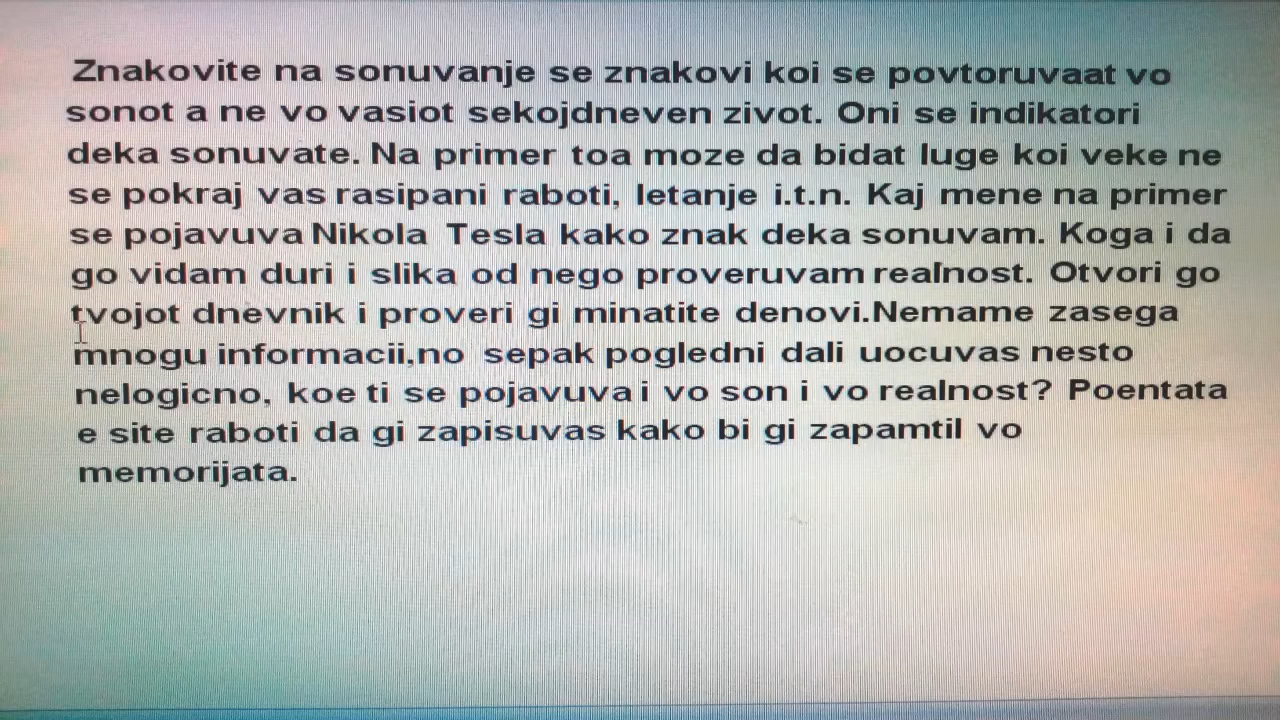 Znakovite na sonuvanje se znakovi koi se povtoruvaat vo
sonot a ne vo vasiot sekojdneven zivot. Oni se indikatori
deka sonuvate. Na primer toa moze da bidat luge koi veke ne
se pokraj vas rasipani raboti, letanje i.t.n. Kaj mene na primer
se pojavuva Nikola Tesla kako znak deka sonuvam. Koga i da
go vidam duri i slika od nego proveruvam realnost. Otvori go
tvojot dnevnik i proveri gi minatite denovi.Nemame zasega
mnogu informacii,no sepak pogledni dali uocuvas nesto
nelogicno, koe ti se pojavuva i vo son i vo realnost? Poentata
e site raboti da gi zapisuvas kako bi gi zapamtil vo
memorijata.